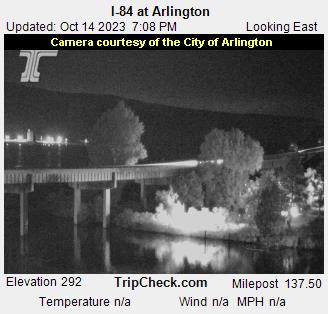 I-84 at Arlington
Updated: Oct 14 2023 7:08 PM Looking East
Camera courtesy of the City of Arlington
Elevation 292 TripCheck.com Milepost 137.50
Temperature n/a Wind n/a MPH n/a